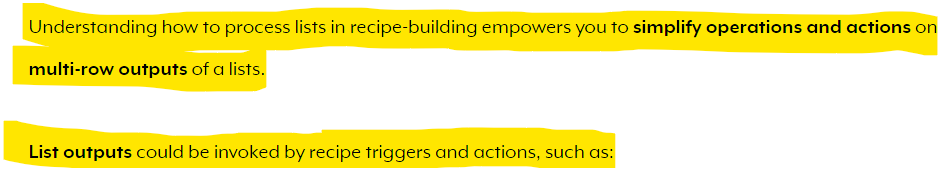 Understanding how to process lists in recipe-building empowers you to simplify operations and actions on
multi-row outputs of a lists.
List outputs could be invoked by recipe triggers and actions, such as: